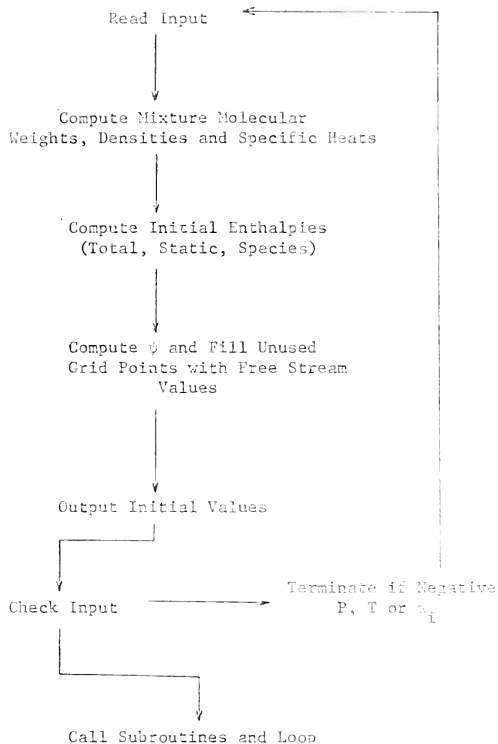 Read Input
Compute Mixture Molecular
Weights, Densities and Specific Heats
Compute Initial Enthalpies
(Total, Static, Species)
Compute ψ and Fill Unused
Grid Points with Free Stream
Values
Output Initial Values
Terminate if Negative
Check Input
P, T or α_i
Call Subroutines and Loop